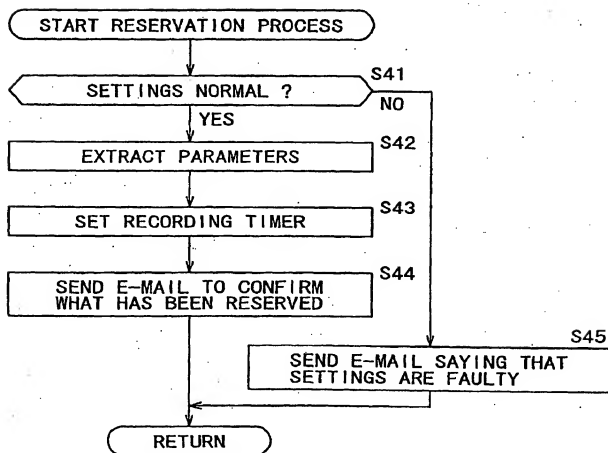 START RESERVATION PROCESS
S41
SETTINGS NORMAL ?
NO
YES
S42
EXTRACT PARAMETERS
S43
SET RECORDING TIMER
S44
SEND E-MAIL TO CONFIRM
WHAT HAS BEEN RESERVED
S45
SEND E-MAIL SAYING THAT
SETTINGS ARE FAULTY
RETURN